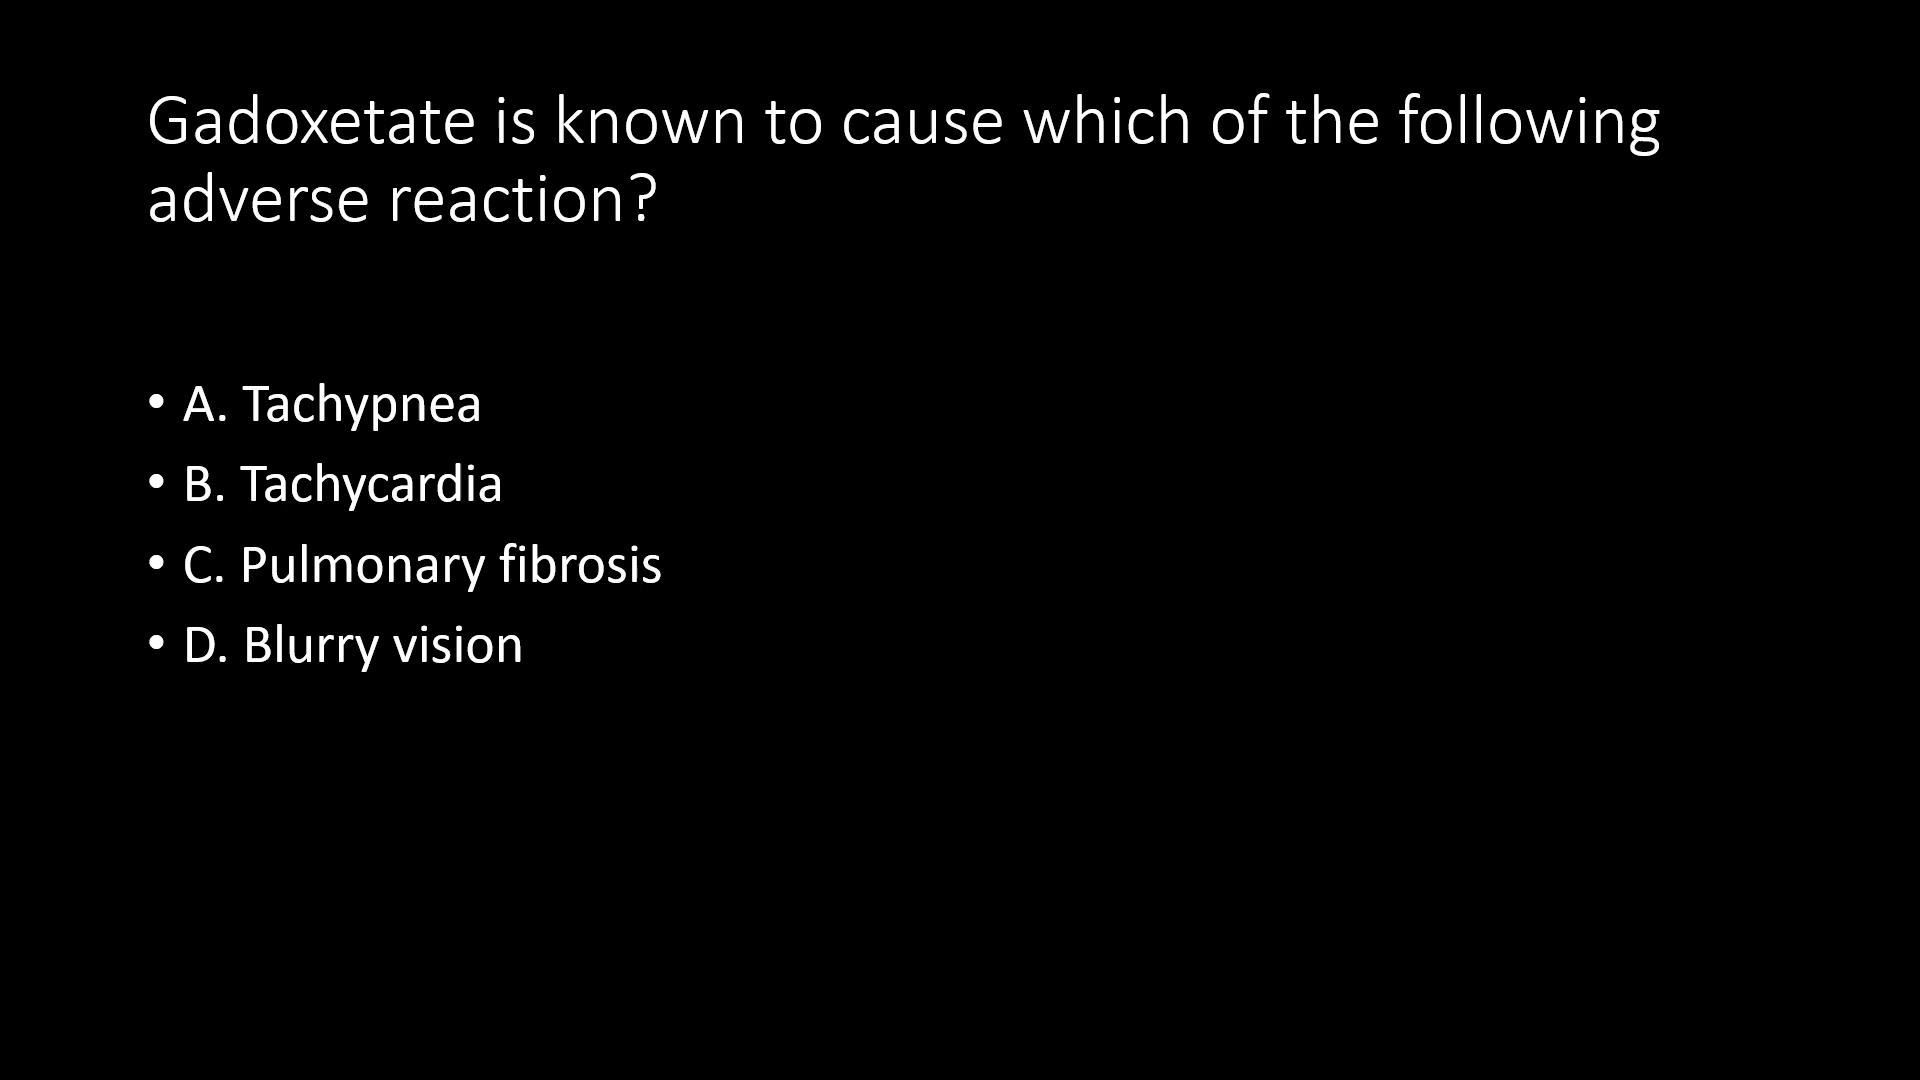 Gadoxetate is known to cause which of the following
adverse reaction?
• A. Tachypnea
• B. Tachycardia
• C. Pulmonary fibrosis
• D. Blurry vision